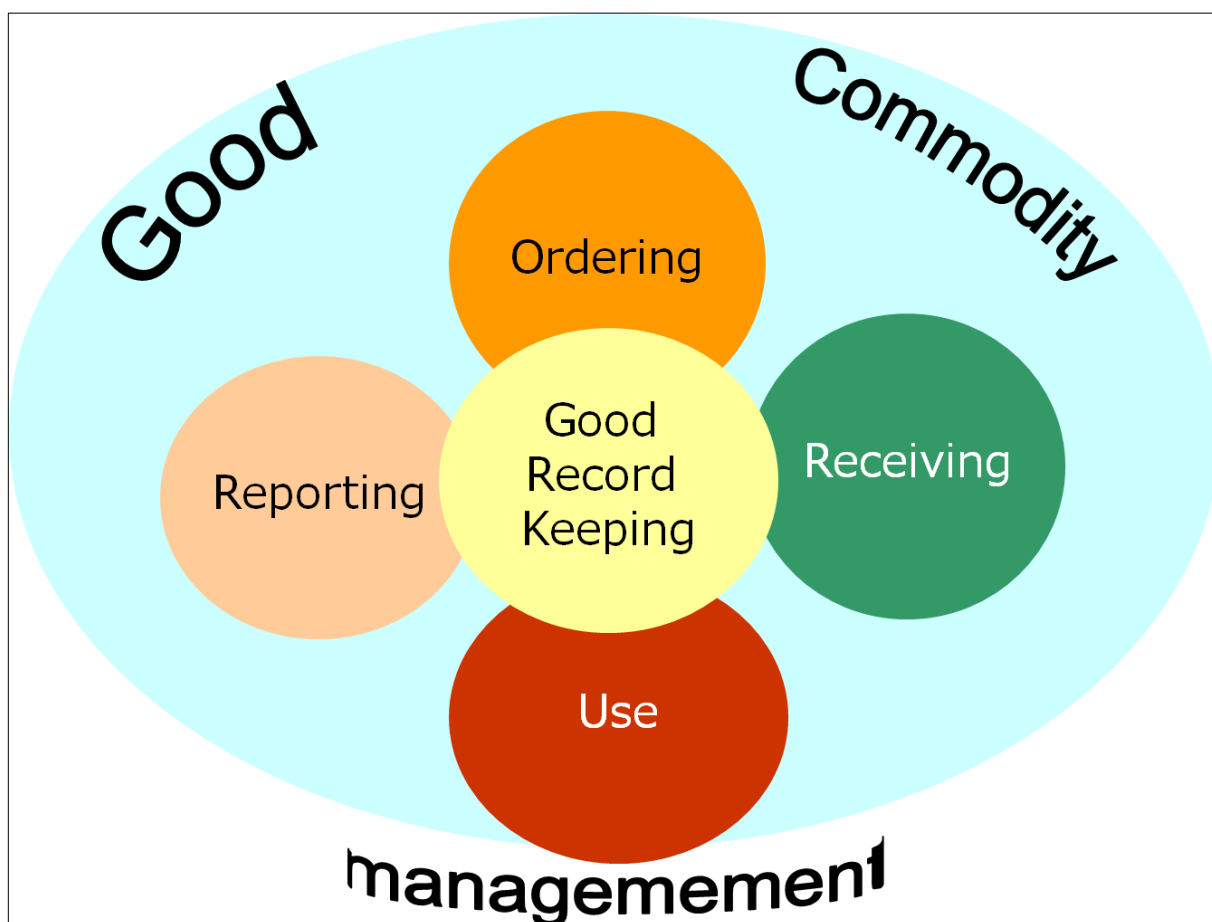 Good
Commodity
Ordering
Good
Record
Keeping
Receiving
Reporting
Use
managemement